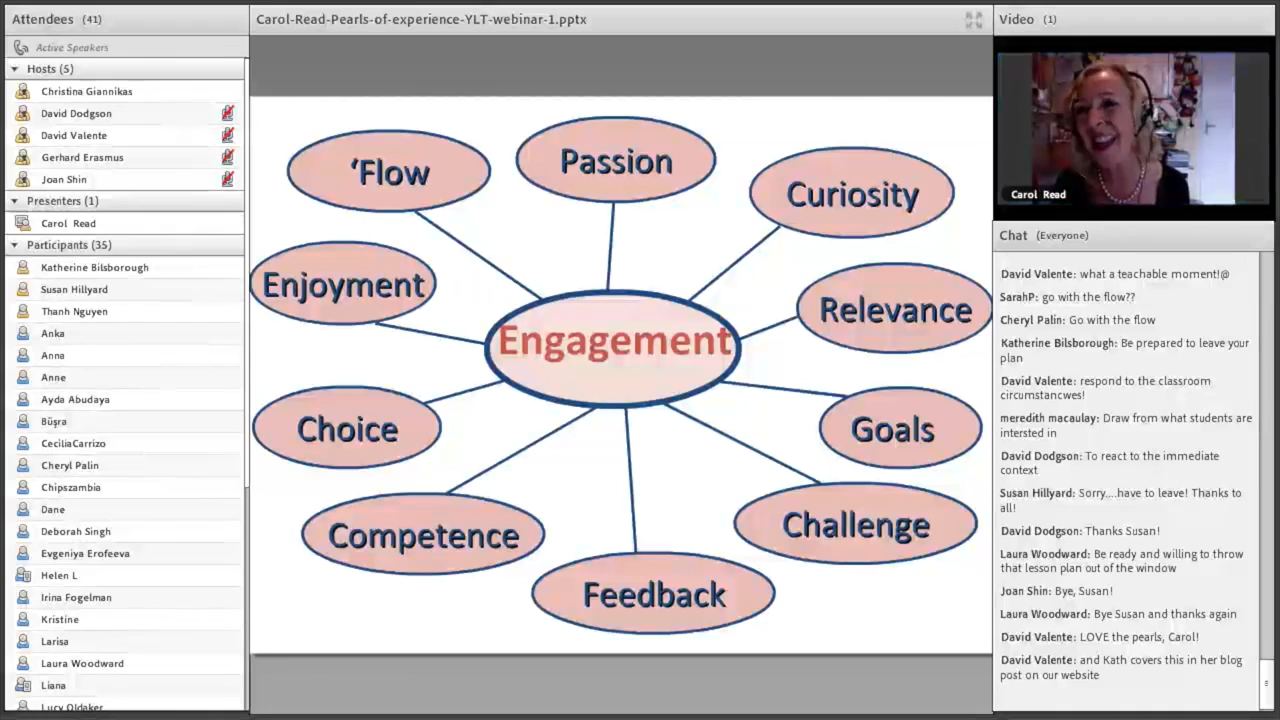 Attendees (41)
Active Speakers
Hosts (5)
Christina Giannikas
David Dodgson
David Valente
Gerhard Erasmus
Joan Shin
Presenters (1)
Carol Read
Participants (35)
Katherine Bilsborough
Susan Hillyard
Thanh Nguyen
Anka
Anna
Anne
Ayda Abudaya
Büşra
CeciliaCarrizo
Cheryl Palin
Chipszambia
Dane
Deborah Singh
Evgeniya Erofeeva
Helen L
Irina Fogelman
Kristine
Larisa
Laura Woodward
Liana
Lucy Oldaker
Carol-Read-Pearls-of-experience-YLT-webinar-1.pptx
‘Flow
Passion
Curiosity
Enjoyment
Relevance
Engagement
Choice
Goals
Competence
Challenge
Feedback
Video (1)
Carol Read
Chat (Everyone)
David Valente: what a teachable moment!@
SarahP: go with the flow??
Cheryl Palin: Go with the flow
Katherine Bilsborough: Be prepared to leave your
plan
David Valente: respond to the classroom
circumstancwes!
meredith macaulay: Draw from what students are
intersted in
David Dodgson: To react to the immediate
context
Susan Hillyard: Sorry....have to leave! Thanks to
all!
David Dodgson: Thanks Susan!
Laura Woodward: Be ready and willing to throw
that lesson plan out of the window
Joan Shin: Bye, Susan!
Laura Woodward: Bye Susan and thanks again
David Valente: LOVE the pearls, Carol!
David Valente: and Kath covers this in her blog
post on our website